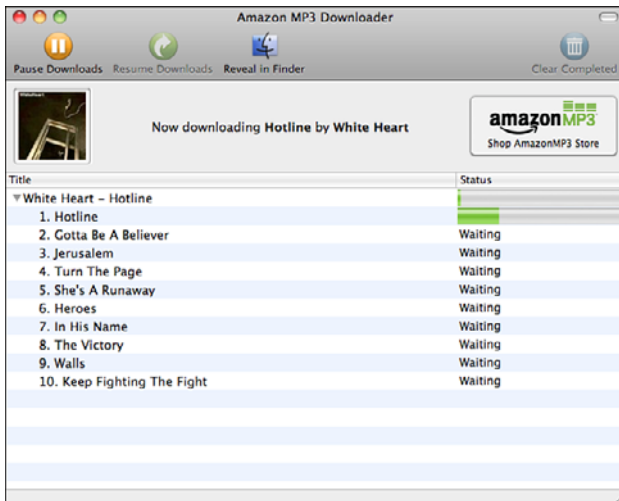 Amazon MP3 Downloader
Pause Downloads Resume Downloads Reveal in Finder Clear Completed
Now downloading Hotline by White Heart
amazonMP3
Shop AmazonMP3 Store
Title Status
White Heart – Hotline
1. Hotline
2. Gotta Be A Believer Waiting
3. Jerusalem Waiting
4. Turn The Page Waiting
5. She's A Runaway Waiting
6. Heroes Waiting
7. In His Name Waiting
8. The Victory Waiting
9. Walls Waiting
10. Keep Fighting The Fight Waiting